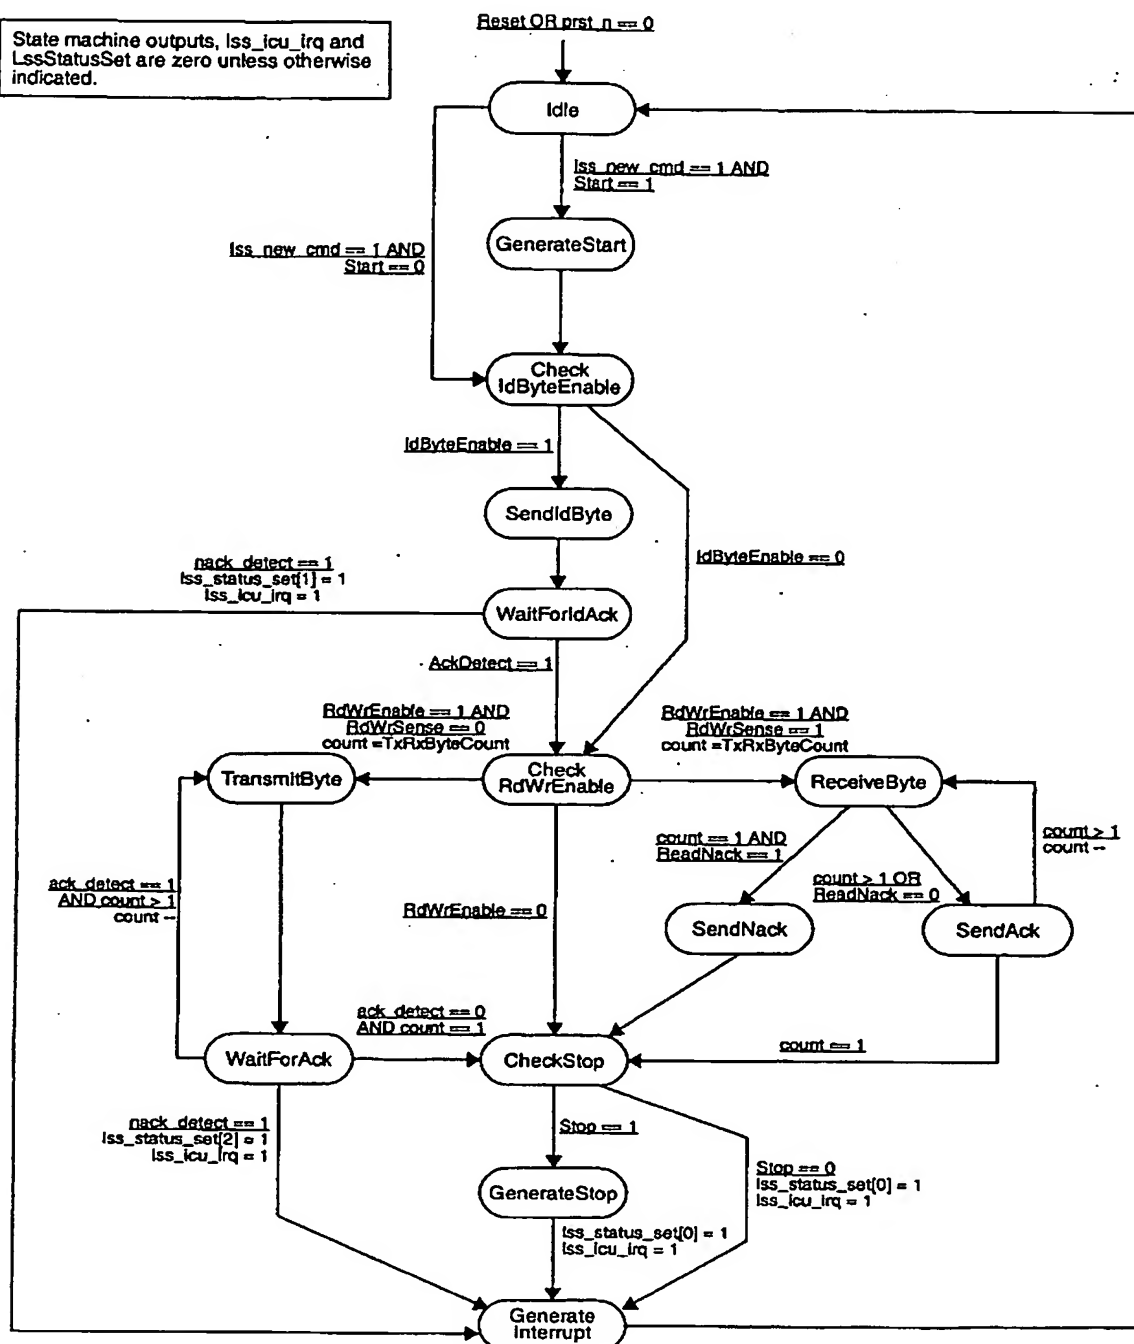 State machine outputs, lss_icu_irq and
LssStatusSet are zero unless otherwise
indicated.
Reset OR prst_n == 0
Idle
lss_new_cmd == 1 AND
Start == 1
GenerateStart
lss_new_cmd == 1 AND
Start == 0
Check
IdByteEnable
IdByteEnable == 1
SendIdByte
IdByteEnable == 0
nack_detect == 1
lss_status_set[1] = 1
lss_icu_irq = 1
WaitForIdAck
AckDetect == 1
RdWrEnable == 1 AND
RdWrSense == 0
count =TxRxByteCount
RdWrEnable == 1 AND
RdWrSense == 1
count =TxRxByteCount
TransmitByte
Check
RdWrEnable
ReceiveByte
count == 1 AND
ReadNack == 1
count > 1
count --
ack_detect == 1
AND count > 1
count --
count > 1 OR
ReadNack == 0
RdWrEnable == 0
SendNack
SendAck
ack_detect == 0
AND count == 1
WaitForAck
CheckStop
count == 1
nack_detect == 1
lss_status_set[2] = 1
lss_icu_irq = 1
Stop == 1
Stop == 0
lss_status_set[0] = 1
lss_icu_irq = 1
GenerateStop
lss_status_set[0] = 1
lss_icu_irq = 1
Generate
Interrupt